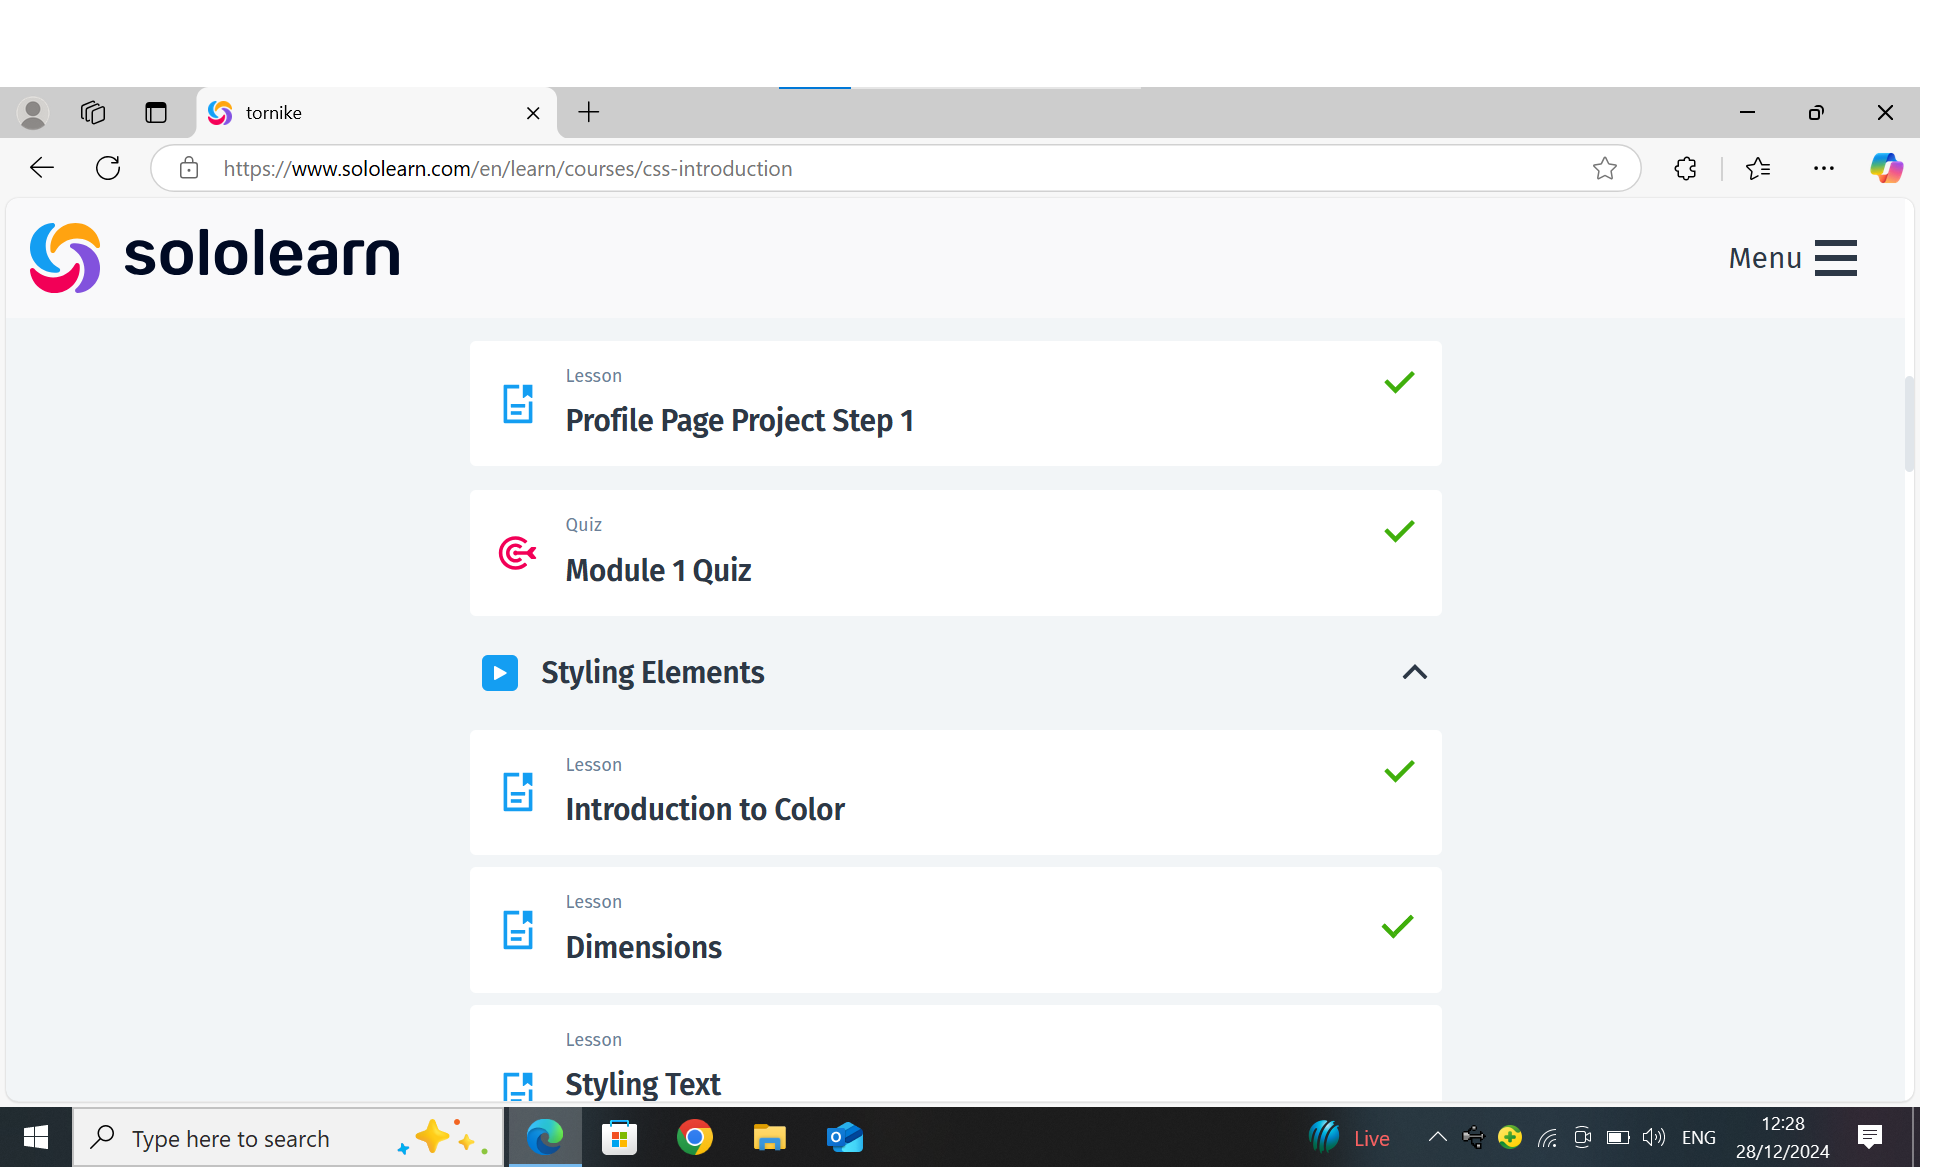 tornike
https://www.sololearn.com/en/learn/courses/css-introduction
sololearn
Menu
Lesson
Profile Page Project Step 1
Quiz
Module 1 Quiz
Styling Elements
Lesson
Introduction to Color
Lesson
Dimensions
Lesson
Styling Text
Type here to search
Live
ENG
12:28
28/12/2024